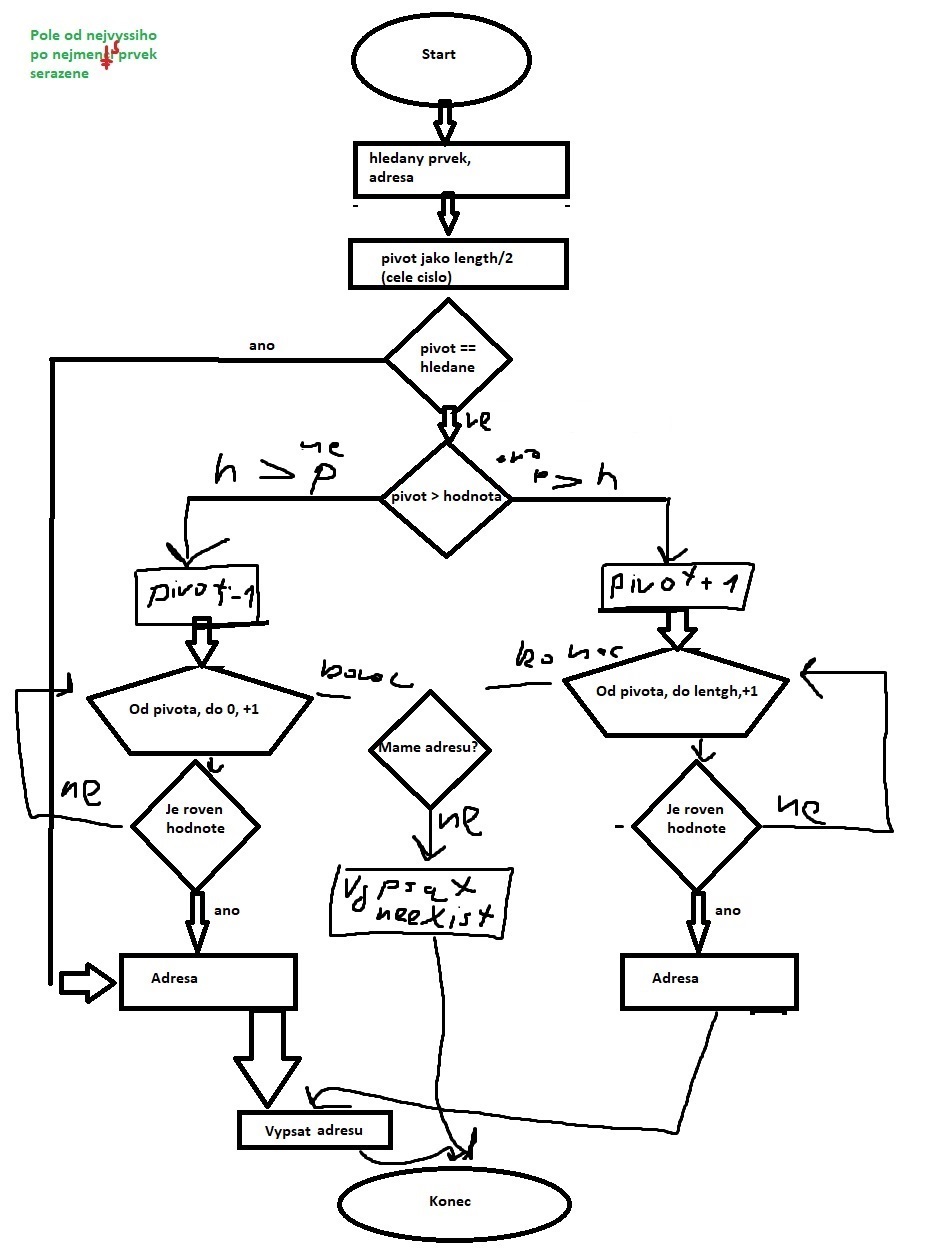 Pole od nejvyssiho
prvek
serazene
Start
hledany prvek,
adresa
pivot jako length/2
(cele cislo)
pivot ==
hledane
ano
ne
pivot > hodnota
ne
h > p
ano
p > h
pivot -1
pivot + 1
Od pivota, do 0, +1
konec
konec
Od pivota, do lentgh,+1
Mame adresu?
Je roven
hodnote
ne
ano
ne
neexist
Je roven
hodnote
ne
ano
Adresa
Adresa
Vypsat adresu
Konec